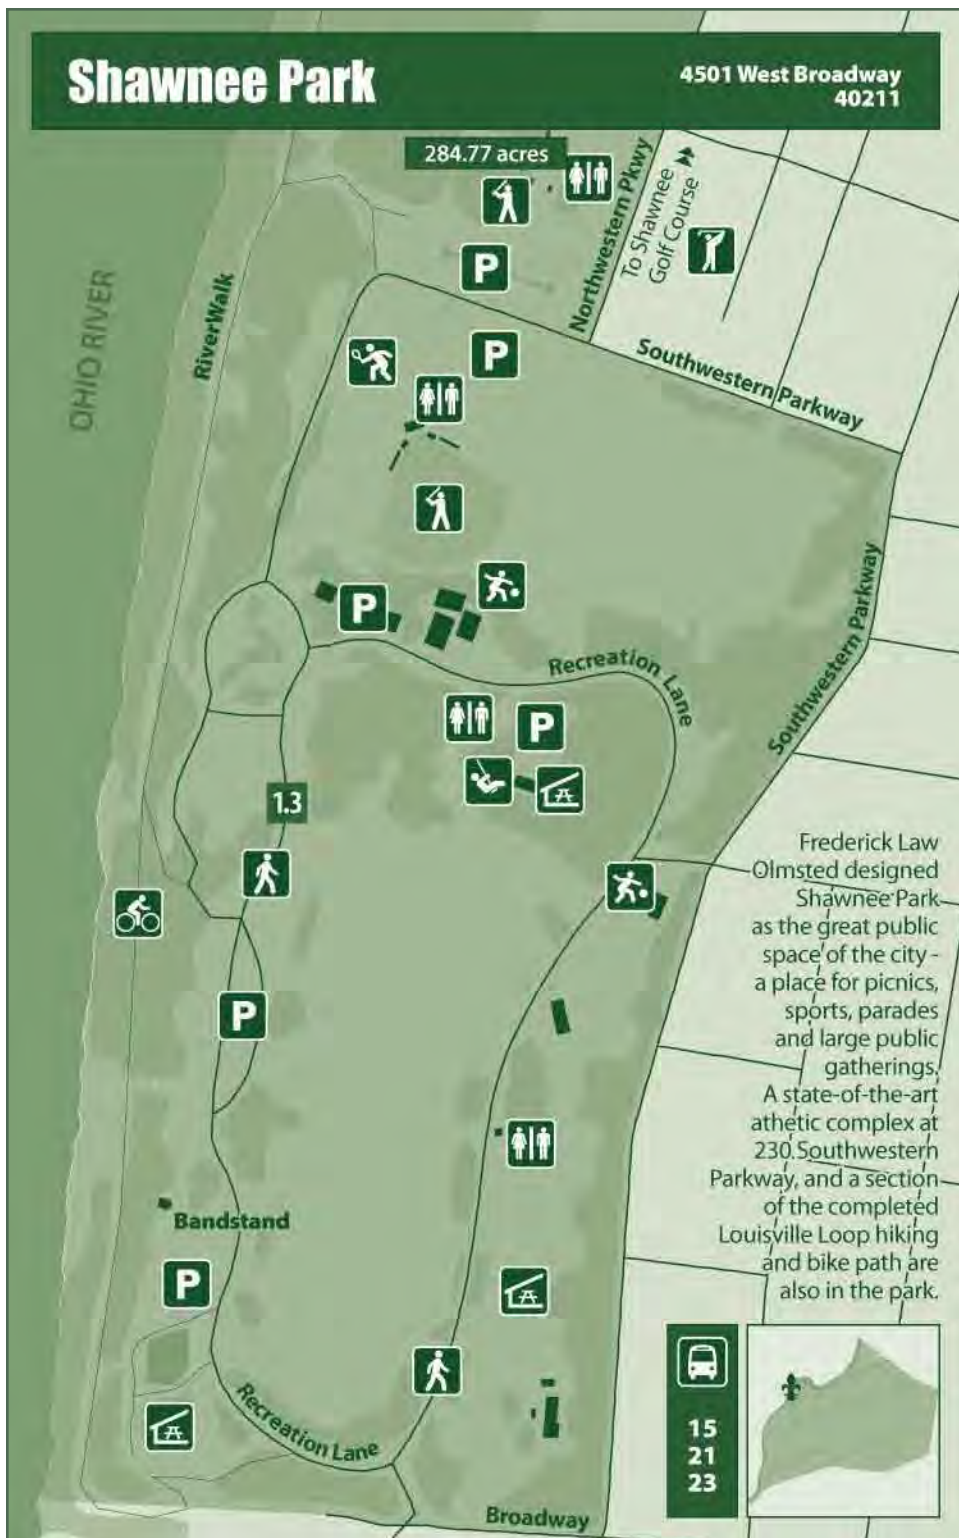 Shawnee Park
4501 West Broadway
40211
284.77 acres
Northwestern Pkwy
To Shawnee
Golf Course
RiverWalk
OHIO RIVER
P
P
Southwestern Parkway
P
Recreation Lane
Southwestern Parkway
P
1.3
Frederick Law
Olmsted designed
Shawnee Park
as the great public
space of the city -
a place for picnics,
sports, parades
and large public
gatherings.
A state-of-the-art
athetic complex at
230 Southwestern
Parkway, and a section
of the completed
Louisville Loop hiking
and bike path are
also in the park.
P
Bandstand
P
Recreation Lane
15
21
23
Broadway